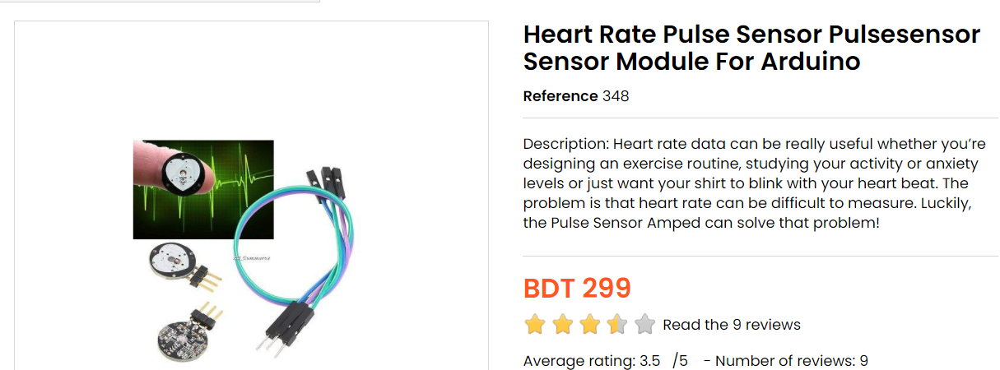 Heart Rate Pulse Sensor Pulsesensor
Sensor Module For Arduino
Reference 348
Description: Heart rate data can be really useful whether you’re
designing an exercise routine, studying your activity or anxiety
levels or just want your shirt to blink with your heart beat. The
problem is that heart rate can be difficult to measure. Luckily,
the Pulse Sensor Amped can solve that problem!
BDT 299
Read the 9 reviews
Average rating: 3.5 /5 - Number of reviews: 9